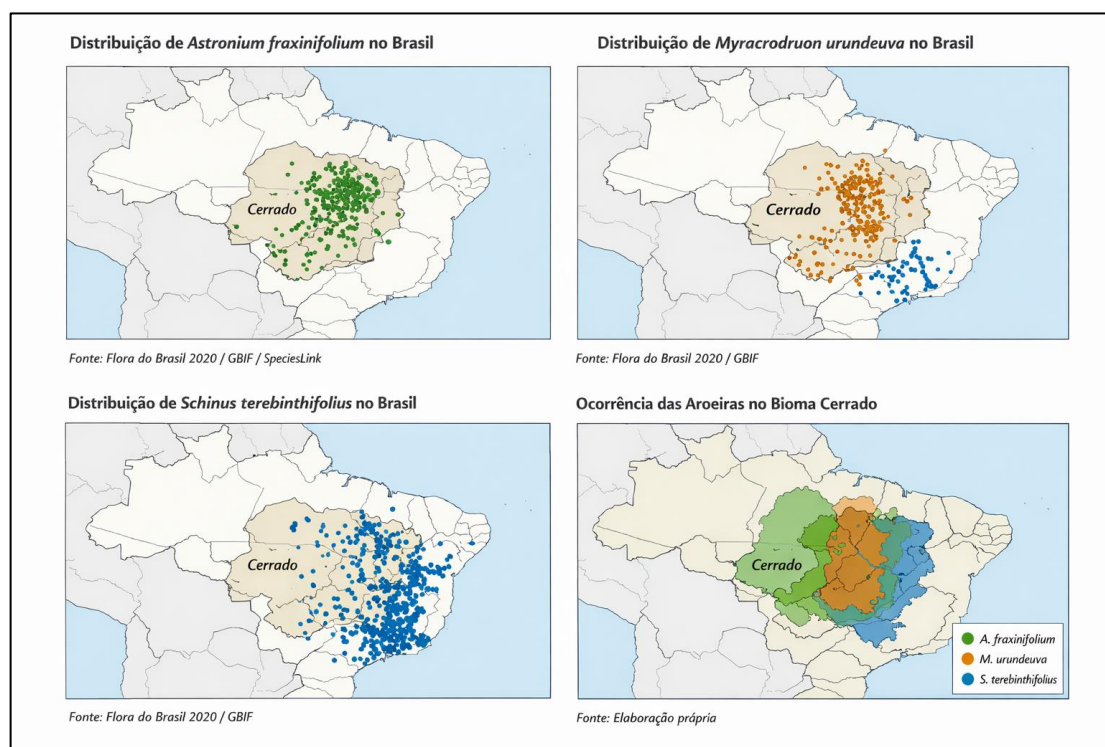 Distribuição de Astronium fraxinifolium no Brasil
Cerrado
Fonte: Flora do Brasil 2020 / GBIF / SpeciesLink
Distribuição de Myracrodruon urundeuva no Brasil
Cerrado
Fonte: Flora do Brasil 2020 / GBIF
Distribuição de Schinus terebinthifolius no Brasil
Cerrado
Fonte: Flora do Brasil 2020 / GBIF
Ocorrência das Aroeiras no Bioma Cerrado
Cerrado
A. fraxinifolium
M. urundeuva
S. terebinthifolius
Fonte: Elaboração prápria